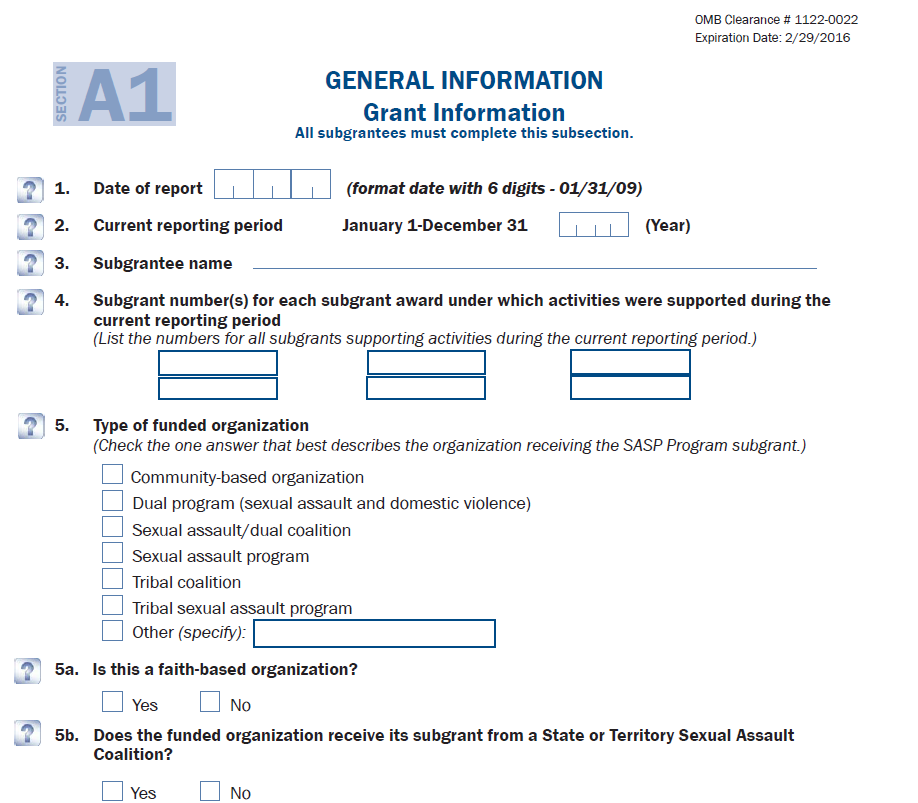 OMB Clearance # 1122-0022
Expiration Date: 2/29/2016
SECTION A1
GENERAL INFORMATION
Grant Information
All subgrantees must complete this subsection.
? 1. Date of report (format date with 6 digits - 01/31/09)
? 2. Current reporting period January 1-December 31 (Year)
? 3. Subgrantee name
? 4. Subgrant number(s) for each subgrant award under which activities were supported during the
current reporting period
(List the numbers for all subgrants supporting activities during the current reporting period.)
? 5. Type of funded organization
(Check the one answer that best describes the organization receiving the SASP Program subgrant.)
Community-based organization
Dual program (sexual assault and domestic violence)
Sexual assault/dual coalition
Sexual assault program
Tribal coalition
Tribal sexual assault program
Other (specify):
? 5a. Is this a faith-based organization?
Yes No
? 5b. Does the funded organization receive its subgrant from a State or Territory Sexual Assault
Coalition?
Yes No